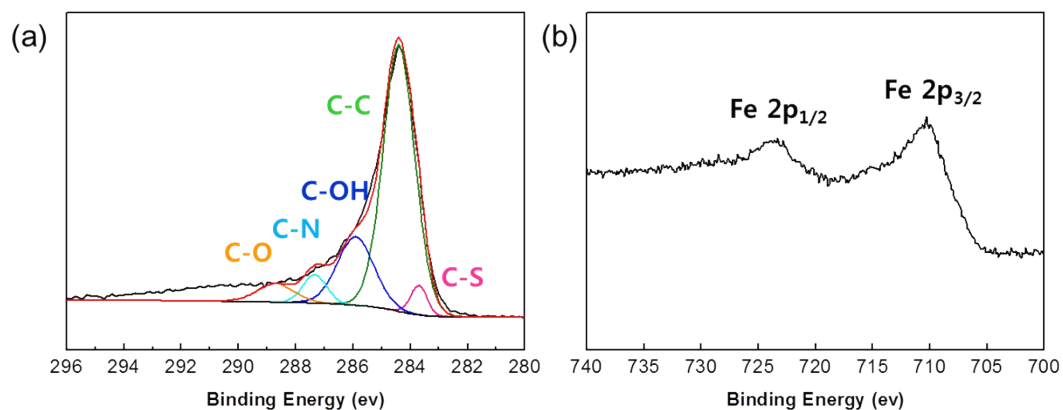 (a)
C-C
C-OH
C-N
C-O
C-S
296 294 292 290 288 286 284 282 280
Binding Energy (ev)
(b)
Fe 2p1/2
Fe 2p3/2
740 735 730 725 720 715 710 705 700
Binding Energy (ev)